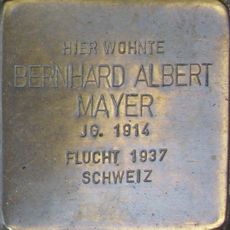 HIER WOHNTE
BERNHARD ALBERT
MAYER
JG. 1914
FLUCHT 1937
SCHWEIZ